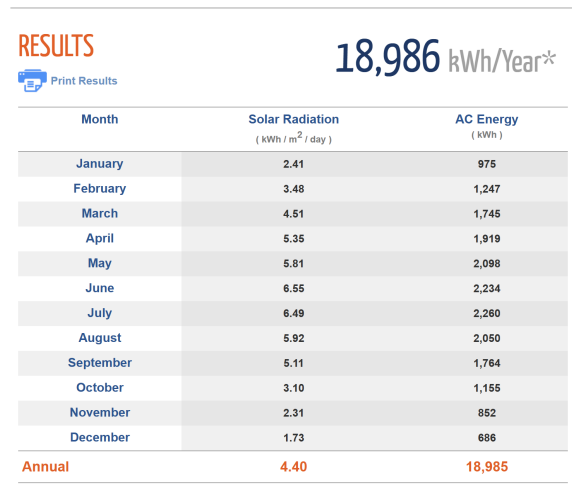 RESULTS
18,986 kWh/Year*
Print Results
Month Solar Radiation AC Energy
( kWh / m2 / day ) ( kWh )
January 2.41 975
February 3.48 1,247
March 4.51 1,745
April 5.35 1,919
May 5.81 2,098
June 6.55 2,234
July 6.49 2,260
August 5.92 2,050
September 5.11 1,764
October 3.10 1,155
November 2.31 852
December 1.73 686
Annual 4.40 18,985